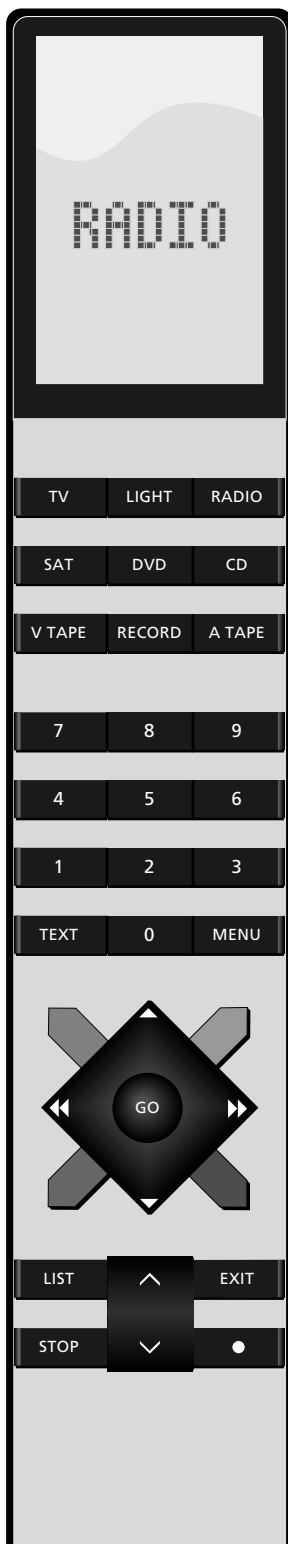 RADIO
TV LIGHT RADIO
SAT DVD CD
V TAPE RECORD A TAPE
7 8 9
4 5 6
1 2 3
TEXT 0 MENU
GO
LIST EXIT
STOP